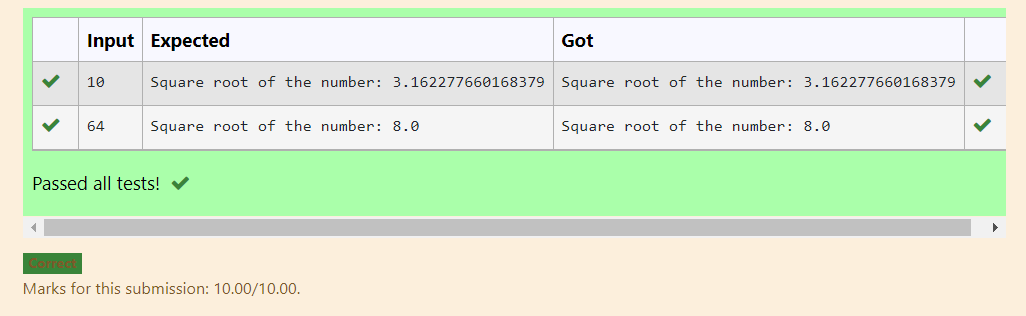 Input Expected Got
10 Square root of the number: 3.162277660168379 Square root of the number: 3.162277660168379
64 Square root of the number: 8.0 Square root of the number: 8.0
Passed all tests!
Correct
Marks for this submission: 10.00/10.00.